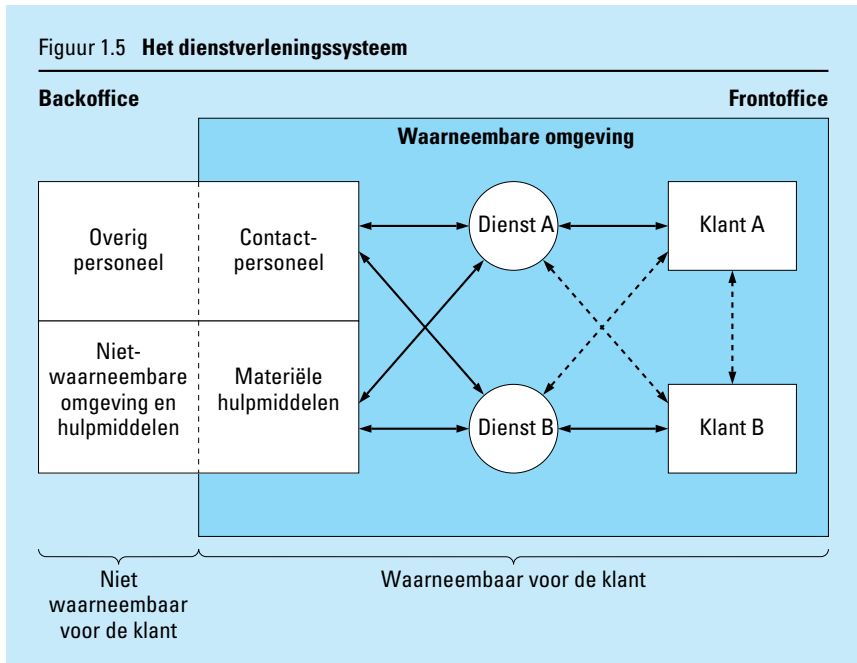 Figuur 1.5 Het dienstverleningssysteem
Backoffice
Frontoffice
Waarneembare omgeving
Overig
personeel
Contact-
personeel
Dienst A
Klant A
Niet-
waarneembare
omgeving en
hulpmiddelen
Materiële
hulpmiddelen
Dienst B
Klant B
Niet
waarneembaar
voor de klant
Waarneembaar voor de klant